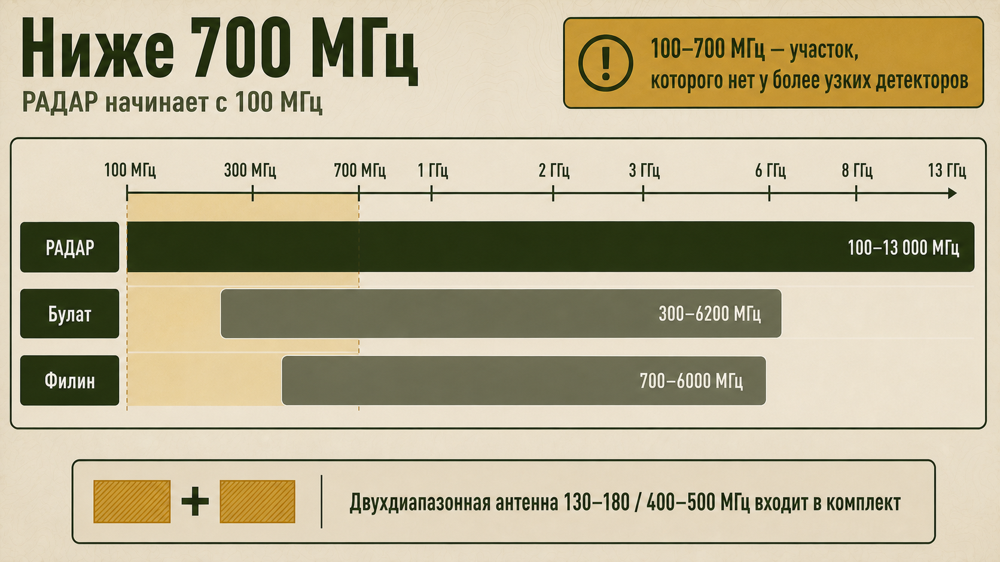 Ниже 700 МГц
РАДАР начинает с 100 МГц
100–700 МГц — участок,
которого нет у более узких детекторов
100 МГц 300 МГц 700 МГц 1 ГГц 2 ГГц 3 ГГц 6 ГГц 8 ГГц 13 ГГц
РАДАР 100–13 000 МГц
Булат 300–6200 МГц
Филин 700–6000 МГц
Двухдиапазонная антенна 130–180 / 400–500 МГц входит в комплект